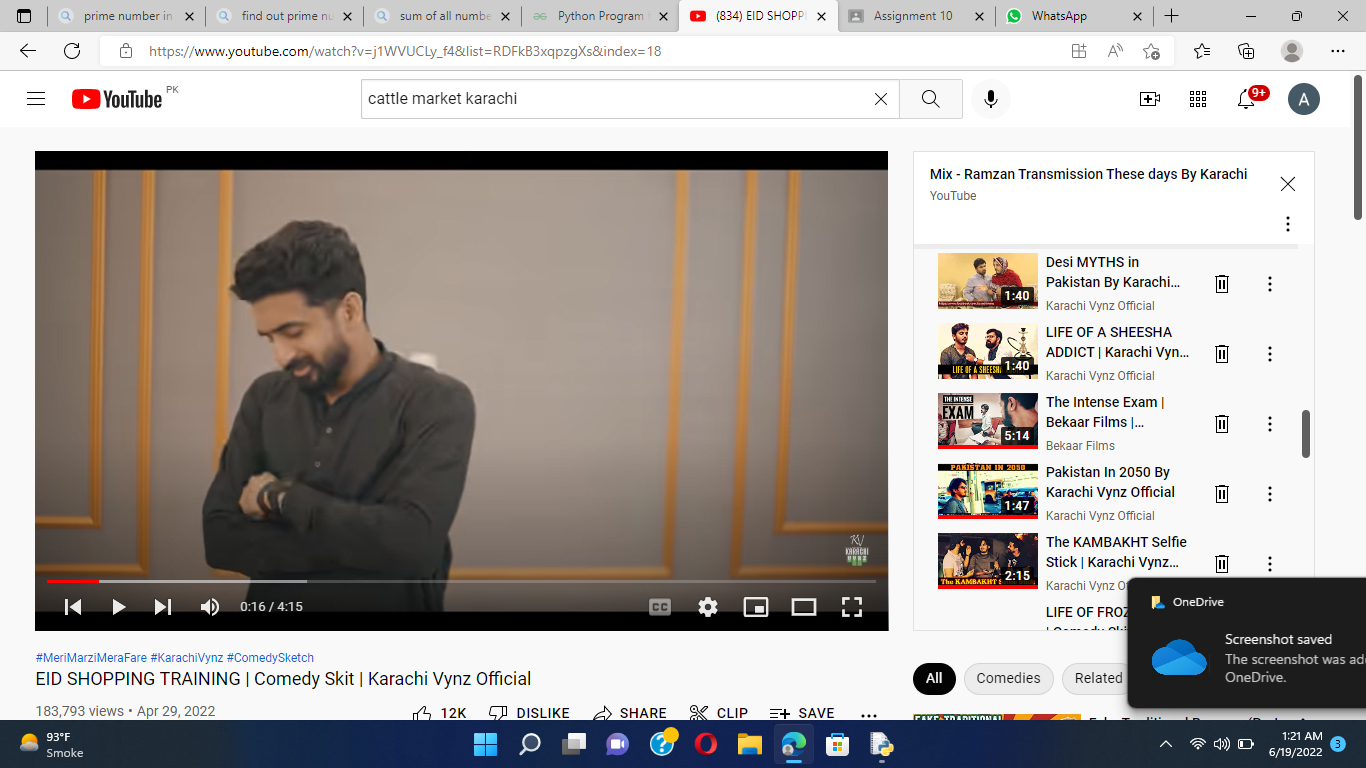 prime number in
find out prime nu
sum of all numbe
Python Program
(834) EID SHOPP
Assignment 10
WhatsApp
https://www.youtube.com/watch?v=j1WVUCLy_f4&list=RDFkB3xqpzgXs&index=18
YouTube PK
cattle market karachi
9+
A
Mix - Ramzan Transmission These days By Karachi
YouTube
Desi MYTHS in
Pakistan By Karachi...
Karachi Vynz Official
1:40
LIFE OF A SHEESHA
ADDICT | Karachi Vyn...
Karachi Vynz Official
LIFE OF A SHEESHA
1:40
The Intense Exam |
Bekaar Films |...
Bekaar Films
THE INTENSE
EXAM
5:14
PAKISTAN IN 2050
Pakistan In 2050 By
Karachi Vynz Official
Karachi Vynz Official
1:47
The KAMBAKHT Selfie
Stick | Karachi Vynz...
Karachi Vynz Of
The KAMBAKHT S
2:15
LIFE OF FROZ
KV
KARACHI
VYNZ
0:16 / 4:15
CC
#MeriMarziMeraFare #KarachiVynz #ComedySketch
EID SHOPPING TRAINING | Comedy Skit | Karachi Vynz Official
183,793 views • Apr 29, 2022
12K DISLIKE SHARE CLIP SAVE
All Comedies Related
OneDrive
Screenshot saved
The screenshot was add
OneDrive.
93°F
Smoke
1:21 AM
6/19/2022
3